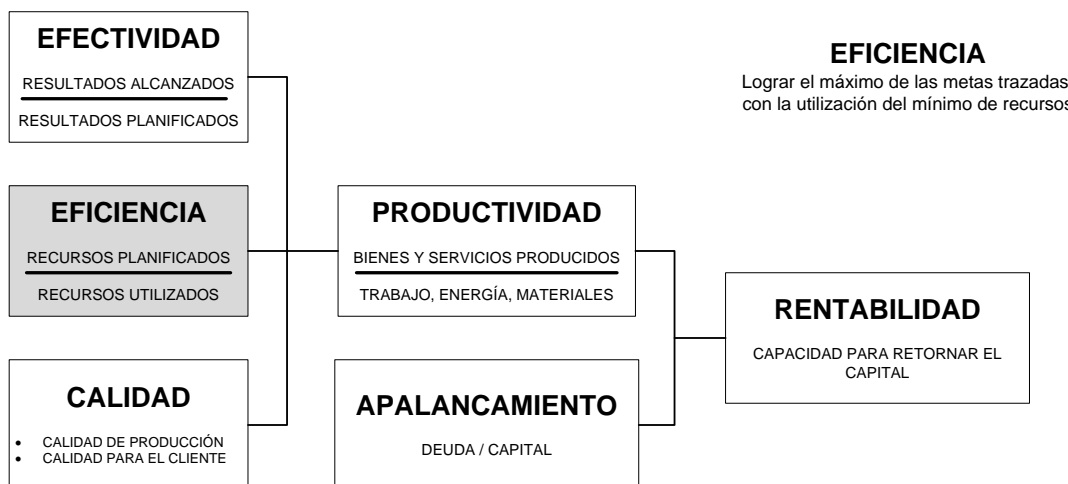 EFECTIVIDAD
RESULTADOS ALCANZADOS
RESULTADOS PLANIFICADOS
EFICIENCIA
Lograr el máximo de las metas trazadas
con la utilización del mínimo de recursos
EFICIENCIA
RECURSOS PLANIFICADOS
RECURSOS UTILIZADOS
PRODUCTIVIDAD
BIENES Y SERVICIOS PRODUCIDOS
TRABAJO, ENERGÍA, MATERIALES
RENTABILIDAD
CAPACIDAD PARA RETORNAR EL
CAPITAL
CALIDAD
• CALIDAD DE PRODUCCIÓN
• CALIDAD PARA EL CLIENTE
APALANCAMIENTO
DEUDA / CAPITAL